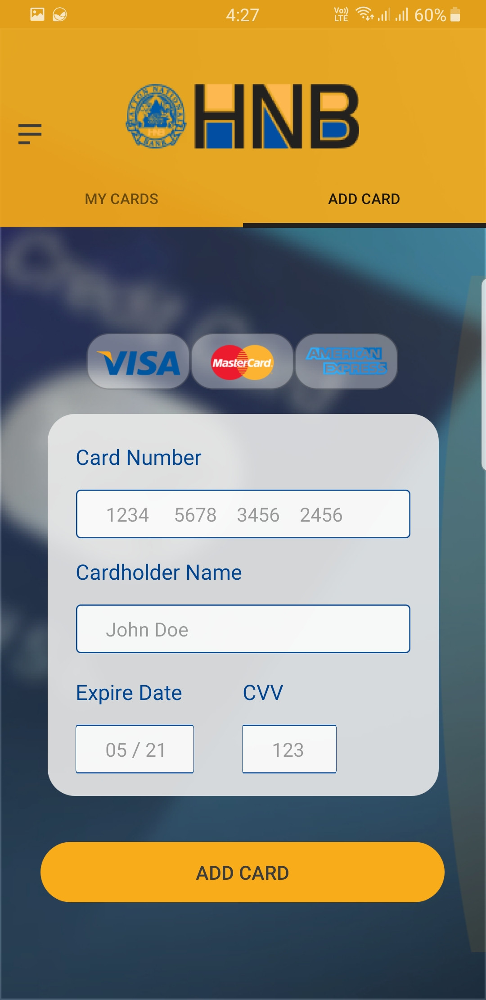 4:27
Vo)) LTE
60%
HATTON NATIONAL BANK
HNB
HNB
MY CARDS
ADD CARD
VISA
MasterCard
AMERICAN EXPRESS
Card Number
1234 5678 3456 2456
Cardholder Name
John Doe
Expire Date CVV
05 / 21 123
ADD CARD